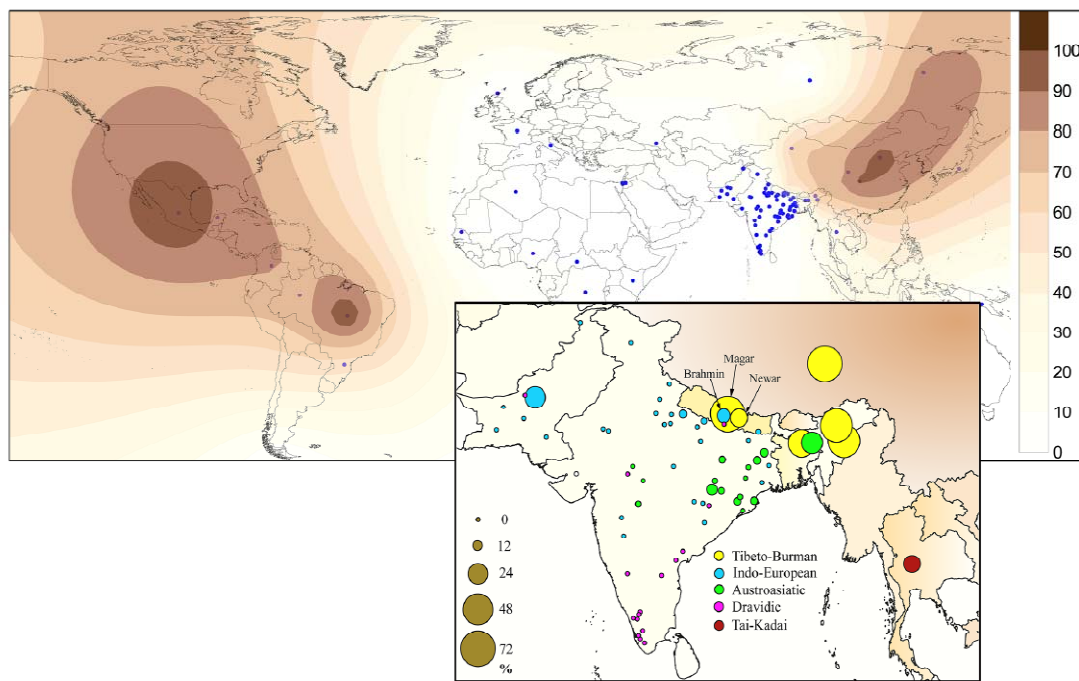 100
90
80
70
60
50
40
30
20
10
0
Magar
Brahmin
Newar
0
12
24
48
72
%
Tibeto-Burman
Indo-European
Austroasiatic
Dravidic
Tai-Kadai